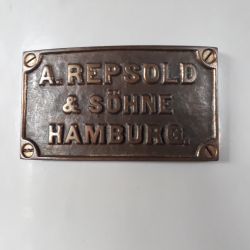 A. REPSOLD
& SÖHNE
HAMBURG.